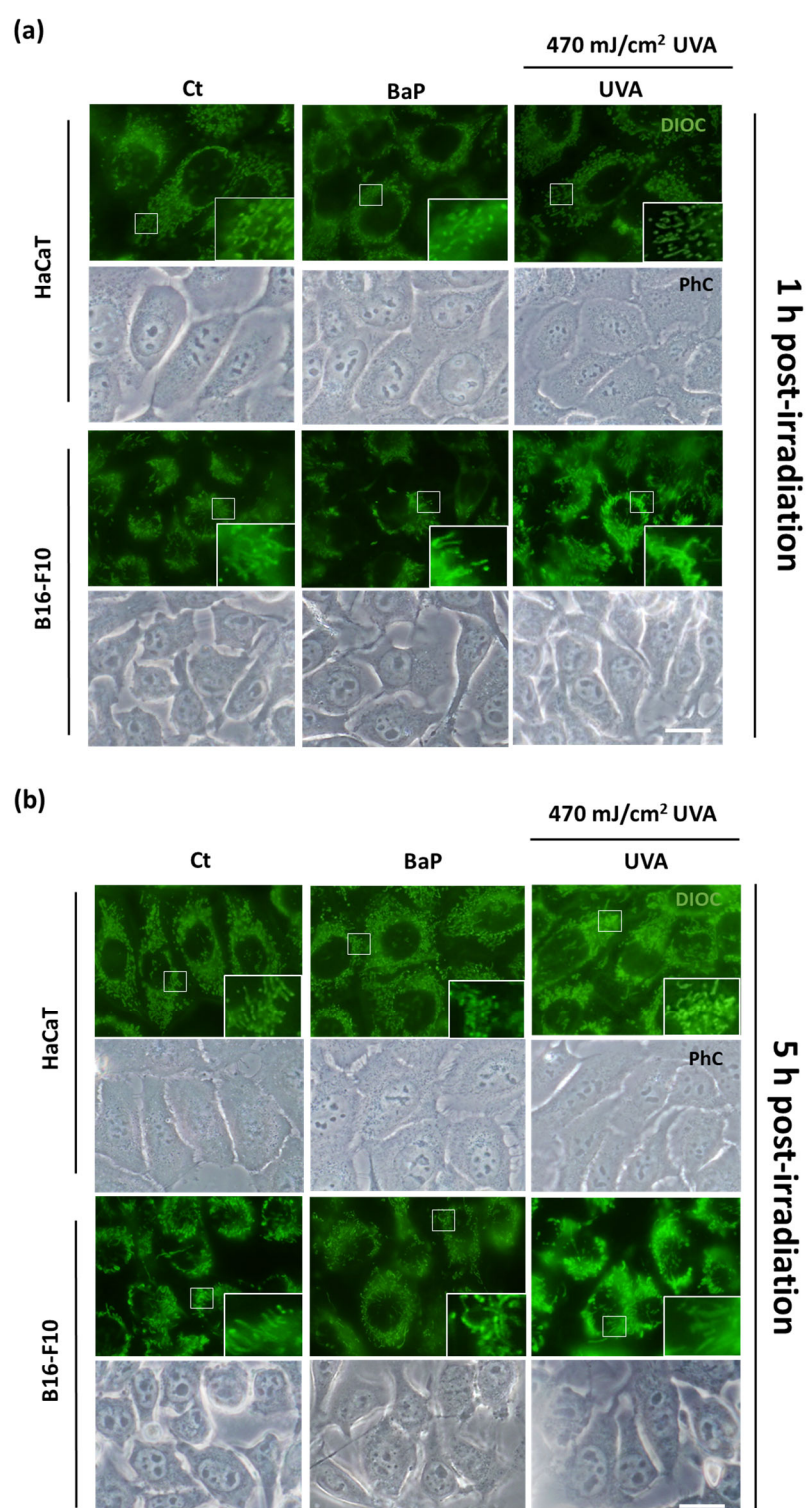 (a)
470 mJ/cm² UVA
Ct
BaP
UVA
DIOC
HaCaT
PhC
B16-F10
1 h post-irradiation
(b)
470 mJ/cm² UVA
Ct
BaP
UVA
DIOC
HaCaT
PhC
B16-F10
5 h post-irradiation